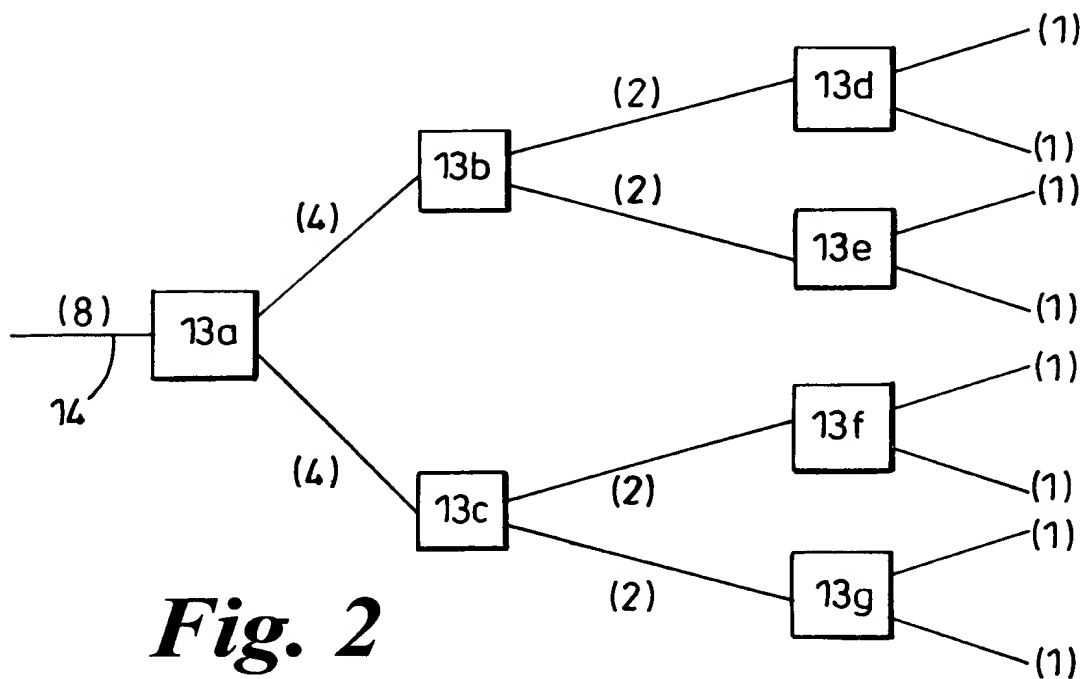 (1)
13d
(2)
(1)
13b
(1)
(2)
13e
(4)
(1)
(8)
13a
14
(1)
13f
(4)
(2)
(1)
13c
(1)
13g
(2)
(1)
Fig. 2